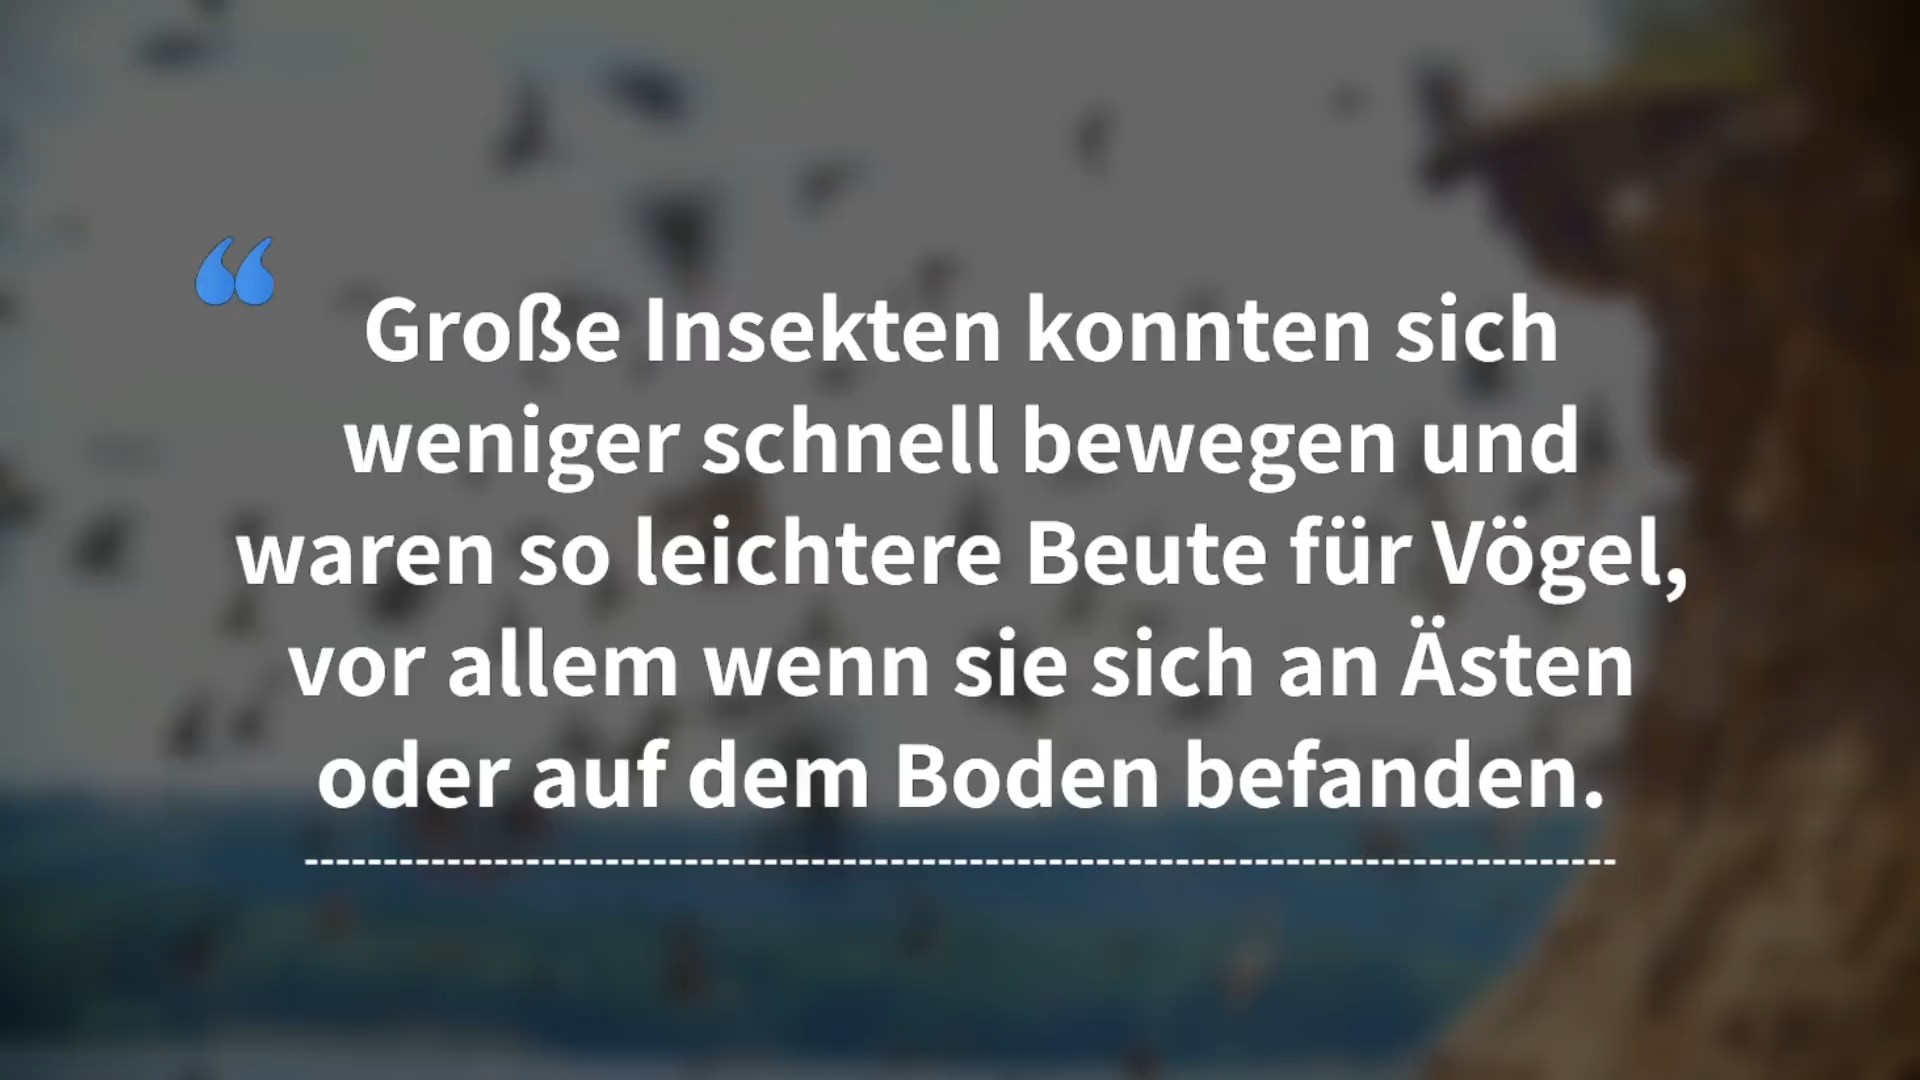 “
Große Insekten konnten sich
weniger schnell bewegen und
waren so leichtere Beute für Vögel,
vor allem wenn sie sich an Ästen
oder auf dem Boden befanden.